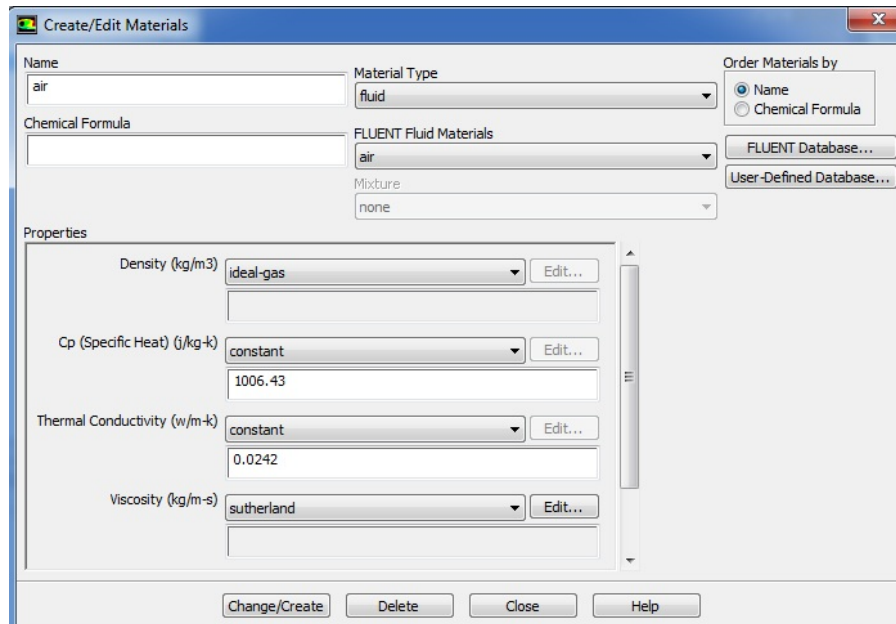 Create/Edit Materials
Name
air
Material Type
fluid
Order Materials by
Name
Chemical Formula
Chemical Formula
FLUENT Fluid Materials
air
FLUENT Database...
User-Defined Database...
Mixture
none
Properties
Density (kg/m3) ideal-gas Edit...
Cp (Specific Heat) (j/kg-k) constant Edit...
1006.43
Thermal Conductivity (w/m-k) constant Edit...
0.0242
Viscosity (kg/m-s) sutherland Edit...
Change/Create Delete Close Help